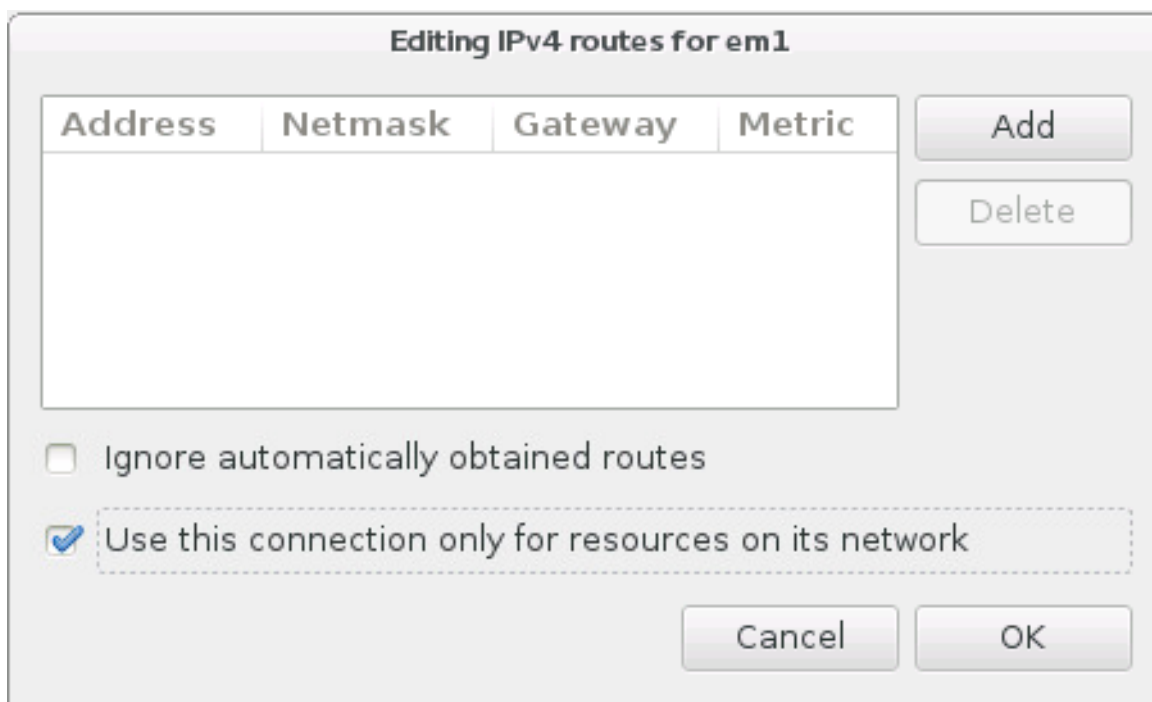 Editing IPv4 routes for em1
Address Netmask Gateway Metric
Add
Delete
Ignore automatically obtained routes
Use this connection only for resources on its network
Cancel OK